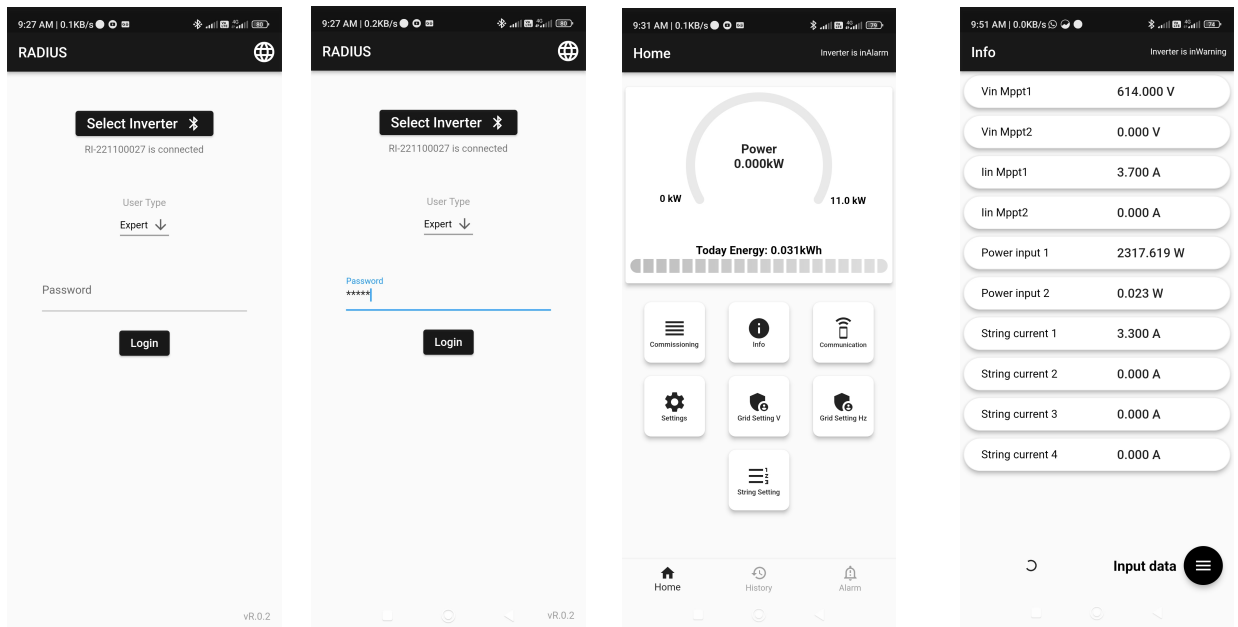 9:27 AM | 0.1KB/s
80
RADIUS
Select Inverter
RI-221100027 is connected
User Type
Expert
Password
Login
vR.0.2
9:27 AM | 0.2KB/s
80
RADIUS
Select Inverter
RI-221100027 is connected
User Type
Expert
Password
*****
Login
vR.0.2
9:31 AM | 0.1KB/s
4G
79
Home
Inverter is inAlarm
Power
0.000kW
0 kW
11.0 kW
Today Energy: 0.031kWh
Commissioning
Info
Communication
Settings
Grid Setting V
Grid Setting Hz
String Setting
Home
History
Alarm
9:51 AM | 0.0KB/s
4G
74
Info
Inverter is inWarning
Vin Mppt1 614.000 V
Vin Mppt2 0.000 V
Iin Mppt1 3.700 A
Iin Mppt2 0.000 A
Power input 1 2317.619 W
Power input 2 0.023 W
String current 1 3.300 A
String current 2 0.000 A
String current 3 0.000 A
String current 4 0.000 A
Input data